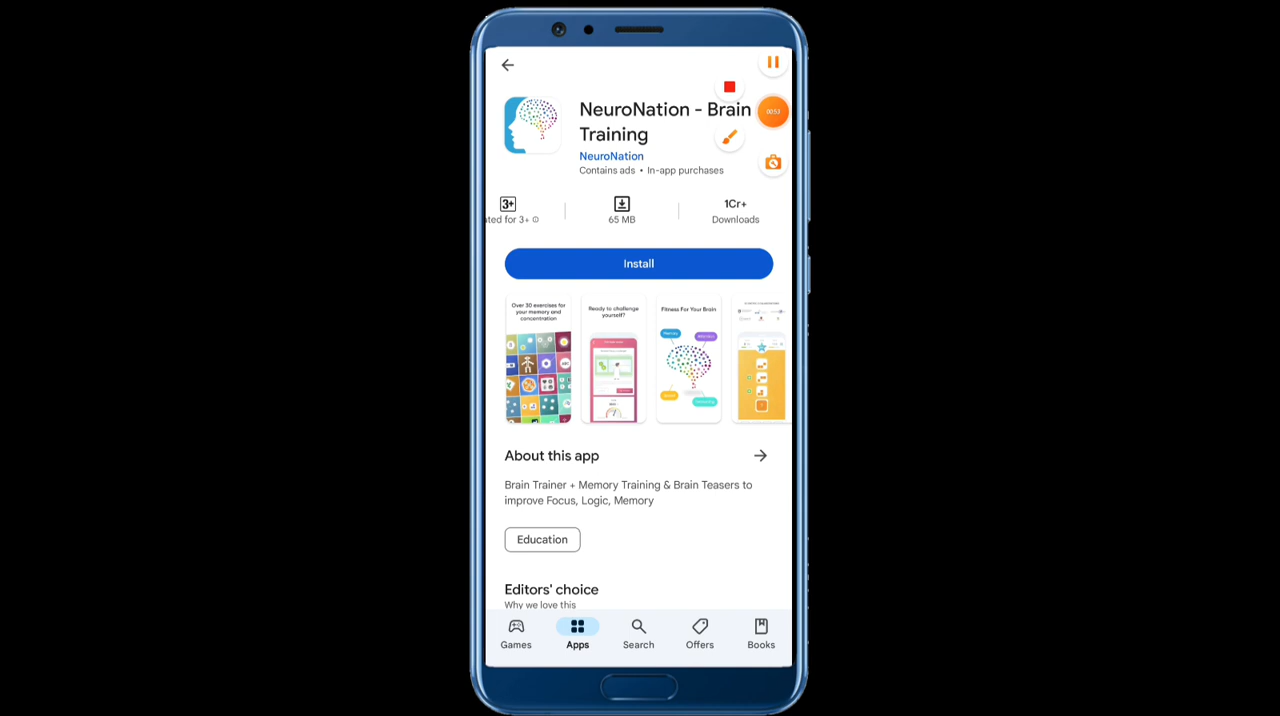 NeuroNation - Brain
Training
NeuroNation
Contains ads • In-app purchases
00:53
3+
ated for 3+
65 MB
1Cr+
Downloads
Install
Over 30 exercises for
your memory and
concentration
Ready to challenge
yourself?
Fitness For Your Brain
Memory
About this app
Brain Trainer + Memory Training & Brain Teasers to
improve Focus, Logic, Memory
Education
Editors' choice
Why we love this
Games
Apps
Search
Offers
Books